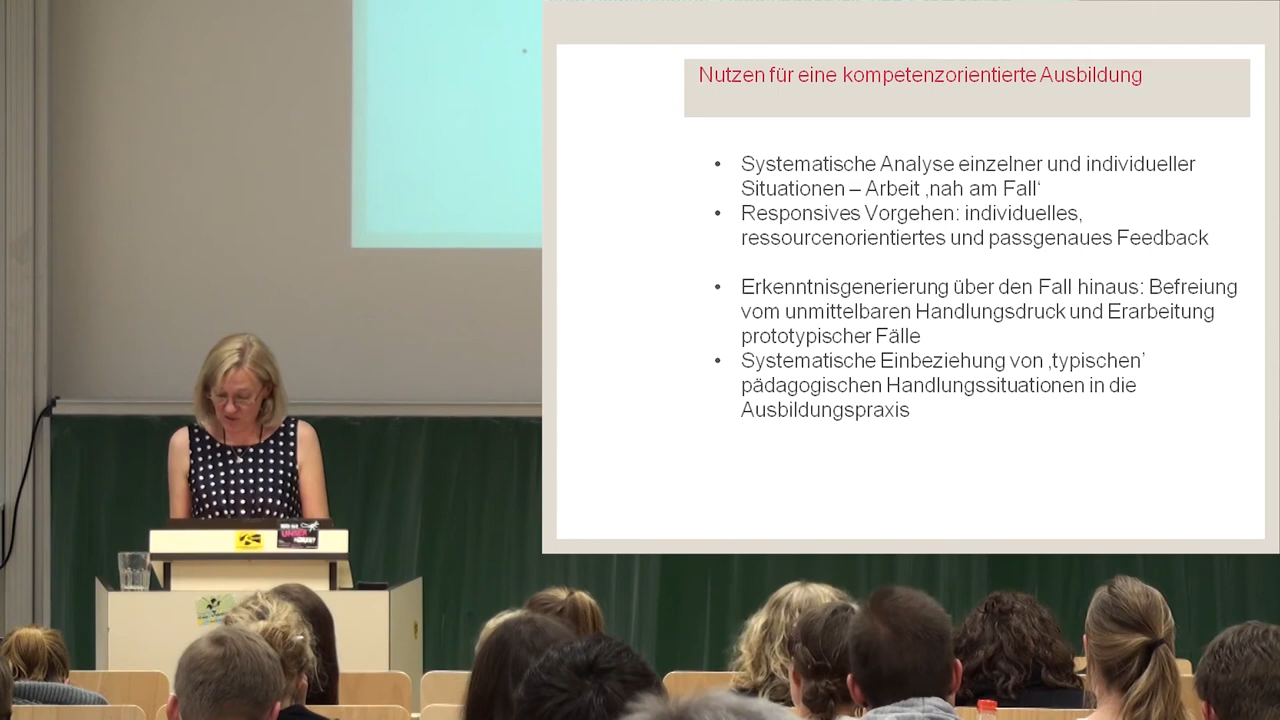 Nutzen für eine kompetenzorientierte Ausbildung
• Systematische Analyse einzelner und individueller
Situationen – Arbeit ‚nah am Fall‘
• Responsives Vorgehen: individuelles,
ressourcenorientiertes und passgenaues Feedback
• Erkenntnisgenerierung über den Fall hinaus: Befreiung
vom unmittelbaren Handlungsdruck und Erarbeitung
prototypischer Fälle
• Systematische Einbeziehung von ‚typischen’
pädagogischen Handlungssituationen in die
Ausbildungspraxis
UNSER